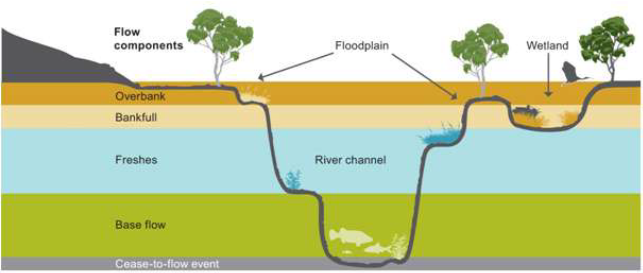 Flow
components
Floodplain
Wetland
Overbank
Bankfull
Freshes
River channel
Base flow
Cease-to-flow event